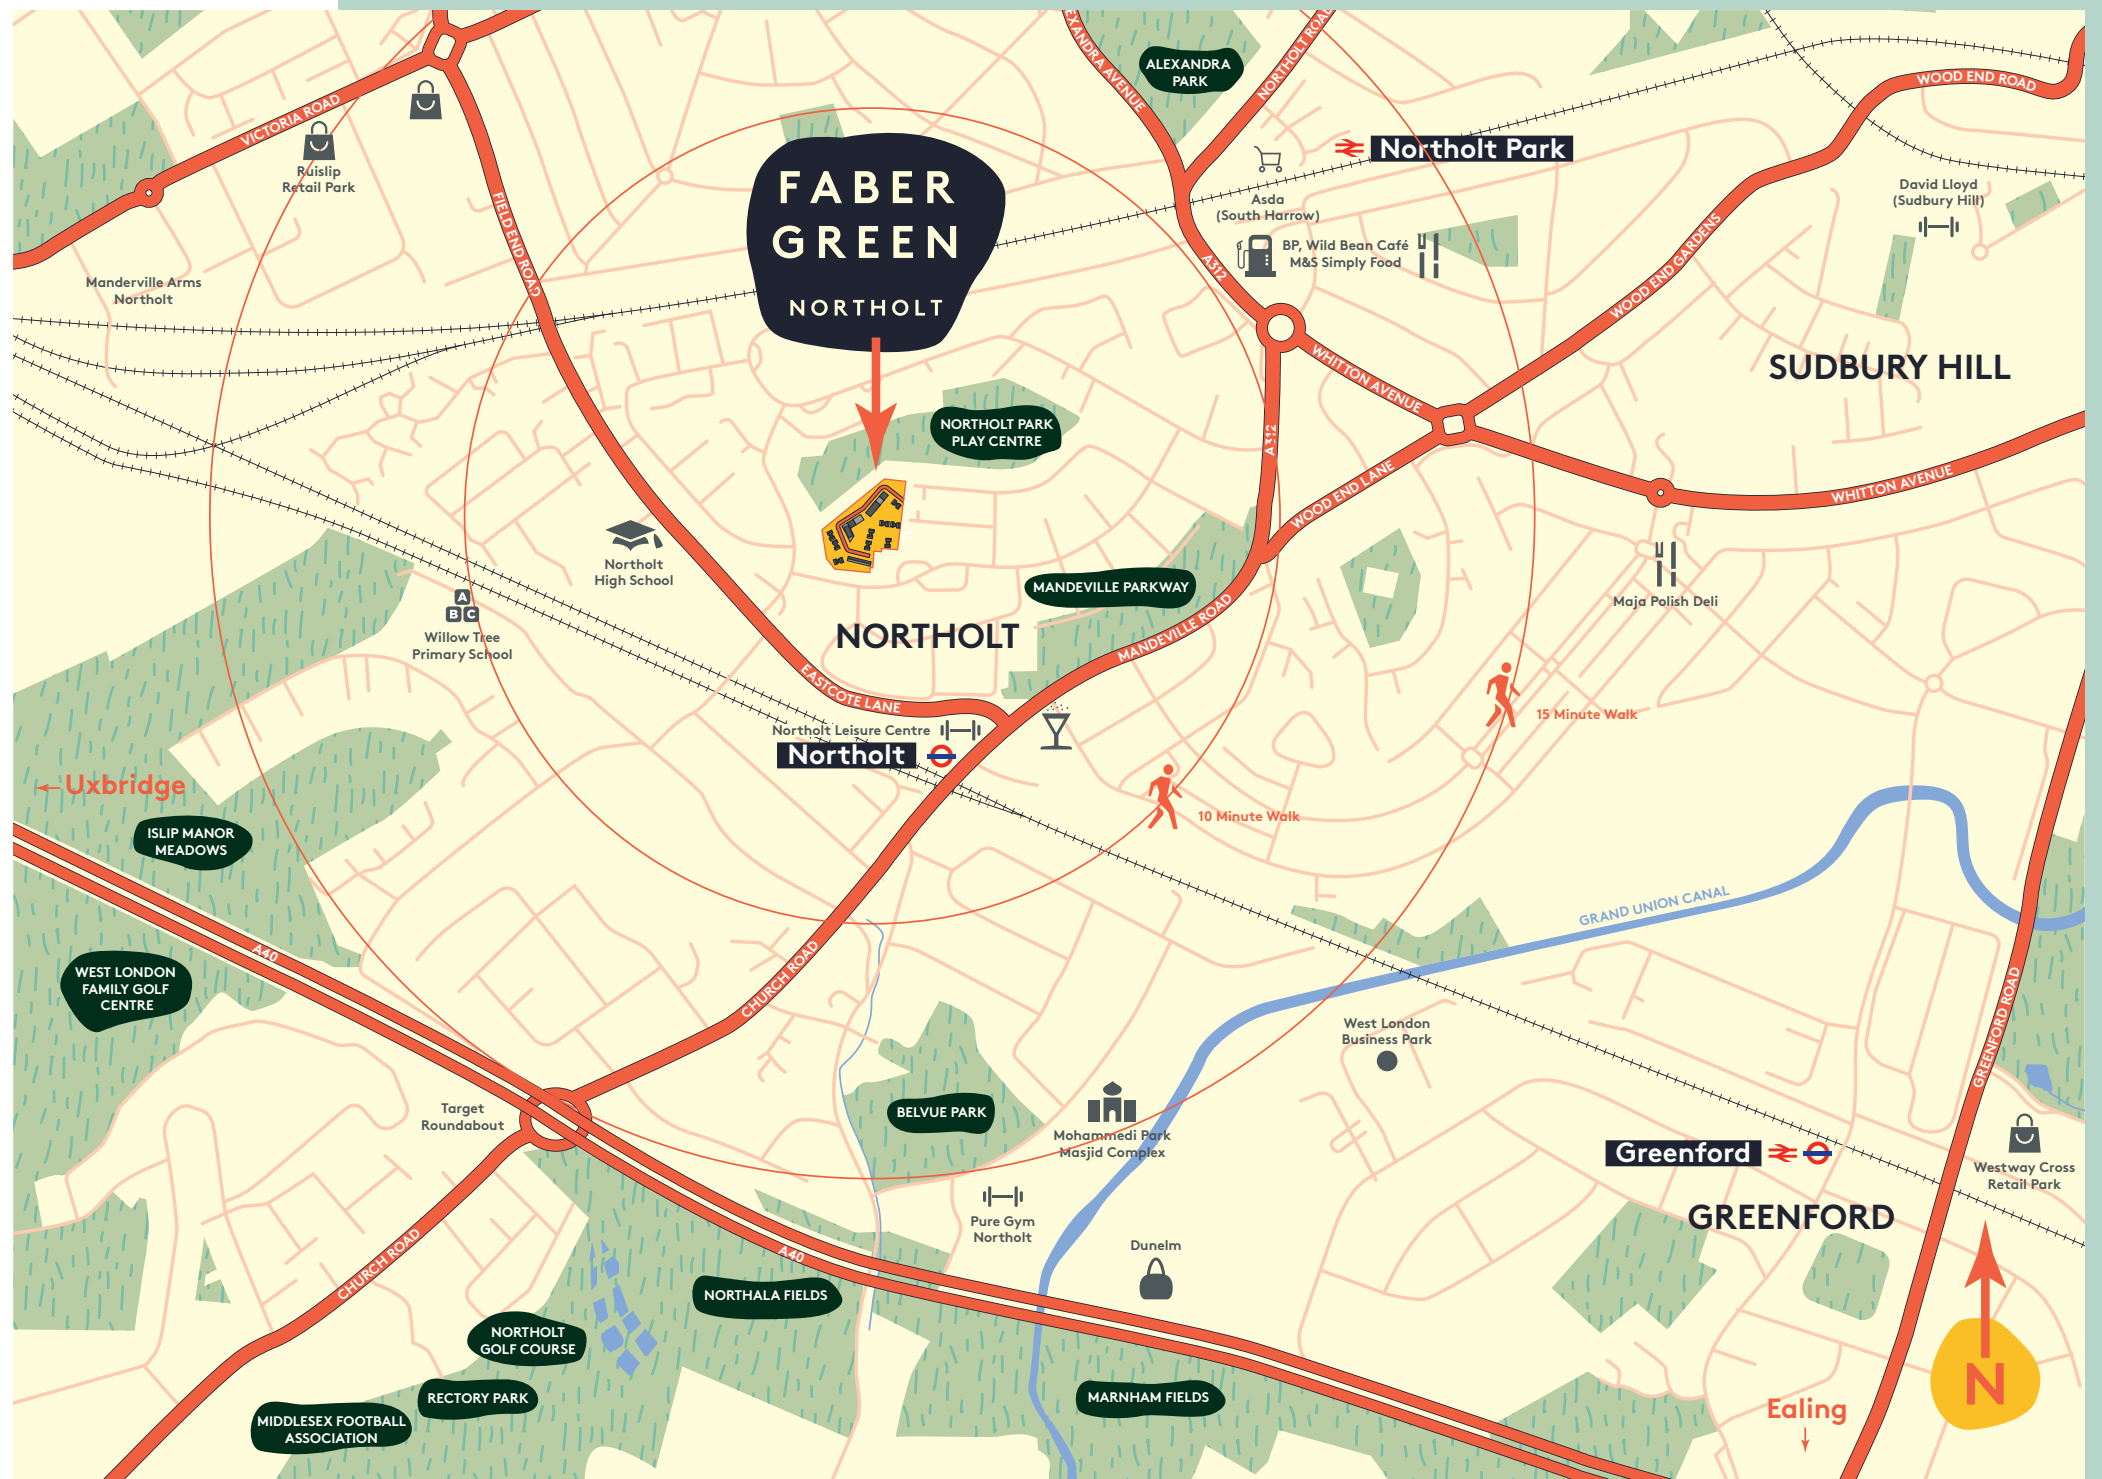 VICTORIA ROAD
Ruislip
Retail Park
FIELD END ROAD
Manderville Arms
Northolt
FABER
GREEN
NORTHOLT
ALEXANDRA
PARK
EXANDRA AVENUE
NORTHOLT ROAD
Northolt Park
Asda
(South Harrow)
BP, Wild Bean Café
M&S Simply Food
A312
WOOD END ROAD
David Lloyd
(Sudbury Hill)
WOOD END GARDENS
SUDBURY HILL
WHITTON AVENUE
A312
WOOD END LANE
WHITTON AVENUE
NORTHOLT PARK
PLAY CENTRE
Northolt
High School
A
B C
Willow Tree
Primary School
MANDEVILLE PARKWAY
NORTHOLT
MANDEVILLE ROAD
Maja Polish Deli
EASTCOTE LANE
Northolt Leisure Centre
Northolt
15 Minute Walk
10 Minute Walk
Uxbridge
ISLIP MANOR
MEADOWS
A40
WEST LONDON
FAMILY GOLF
CENTRE
CHURCH ROAD
GRAND UNION CANAL
GREENFORD ROAD
West London
Business Park
Target
Roundabout
BELVUE PARK
Mohammedi Park
Masjid Complex
Greenford
GREENFORD
Westway Cross
Retail Park
Pure Gym
Northolt
Dunelm
CHURCH ROAD
A40
NORTHALA FIELDS
NORTHOLT
GOLF COURSE
RECTORY PARK
MIDDLESEX FOOTBALL
ASSOCIATION
MARNHAM FIELDS
Ealing
N